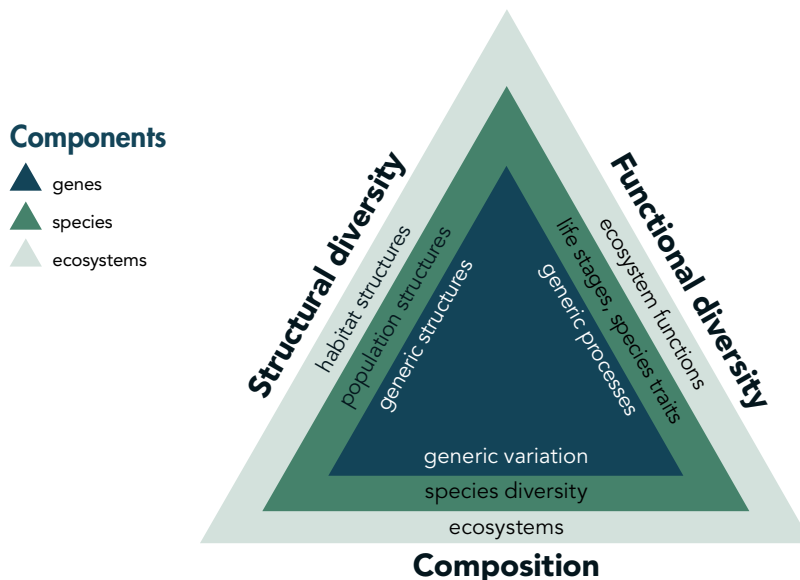 Components
genes
species
ecosystems
Structural diversity
habitat structures
population structures
generic structures
Functional diversity
ecosystem functions
life stages, species traits
generic processes
generic variation
species diversity
ecosystems
Composition